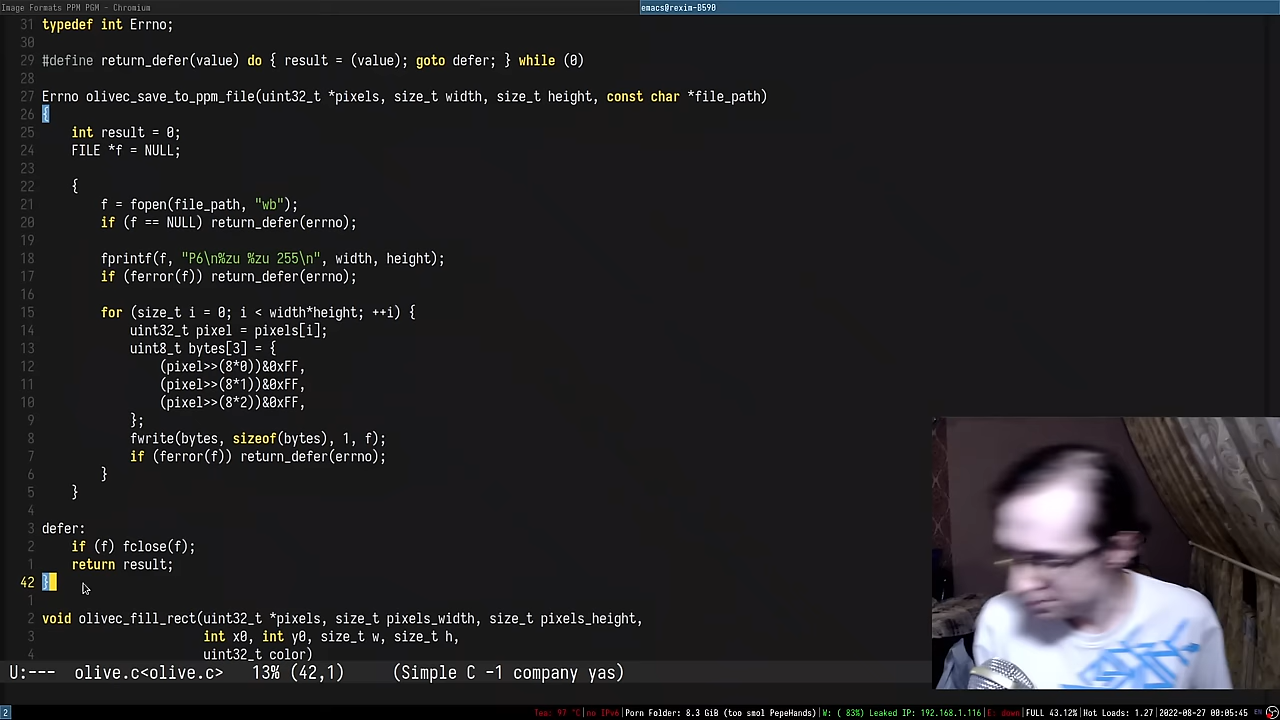 Image Formats PPM PGM - Chromium
emacs@rexim-B590
31 typedef int Errno;
30
29 #define return_defer(value) do { result = (value); goto defer; } while (0)
28
27 Errno olivec_save_to_ppm_file(uint32_t *pixels, size_t width, size_t height, const char *file_path)
26 {
25     int result = 0;
24     FILE *f = NULL;
23
22     {
21         f = fopen(file_path, "wb");
20         if (f == NULL) return_defer(errno);
19
18         fprintf(f, "P6\n%zu %zu 255\n", width, height);
17         if (ferror(f)) return_defer(errno);
16
15         for (size_t i = 0; i < width*height; ++i) {
14             uint32_t pixel = pixels[i];
13             uint8_t bytes[3] = {
12                 (pixel>>(8*0))&0xFF,
11                 (pixel>>(8*1))&0xFF,
10                 (pixel>>(8*2))&0xFF,
9             };
8             fwrite(bytes, sizeof(bytes), 1, f);
7             if (ferror(f)) return_defer(errno);
6         }
5     }
4
3 defer:
2     if (f) fclose(f);
1     return result;
42 }
1
2 void olivec_fill_rect(uint32_t *pixels, size_t pixels_width, size_t pixels_height,
3                       int x0, int y0, size_t w, size_t h,
4                       uint32_t color)
U:--- olive.c<olive.c> 13% (42,1) (Simple C -1 company yas)
2
Tea: 97 °C|no IPv6|Porn Folder: 8.3 GiB (too smol PepeHands)|W: ( 83%) Leaked IP: 192.168.1.116|E: down|FULL 43.12%|Hot Loads: 1.27|2022-08-27 00:05:45 EN